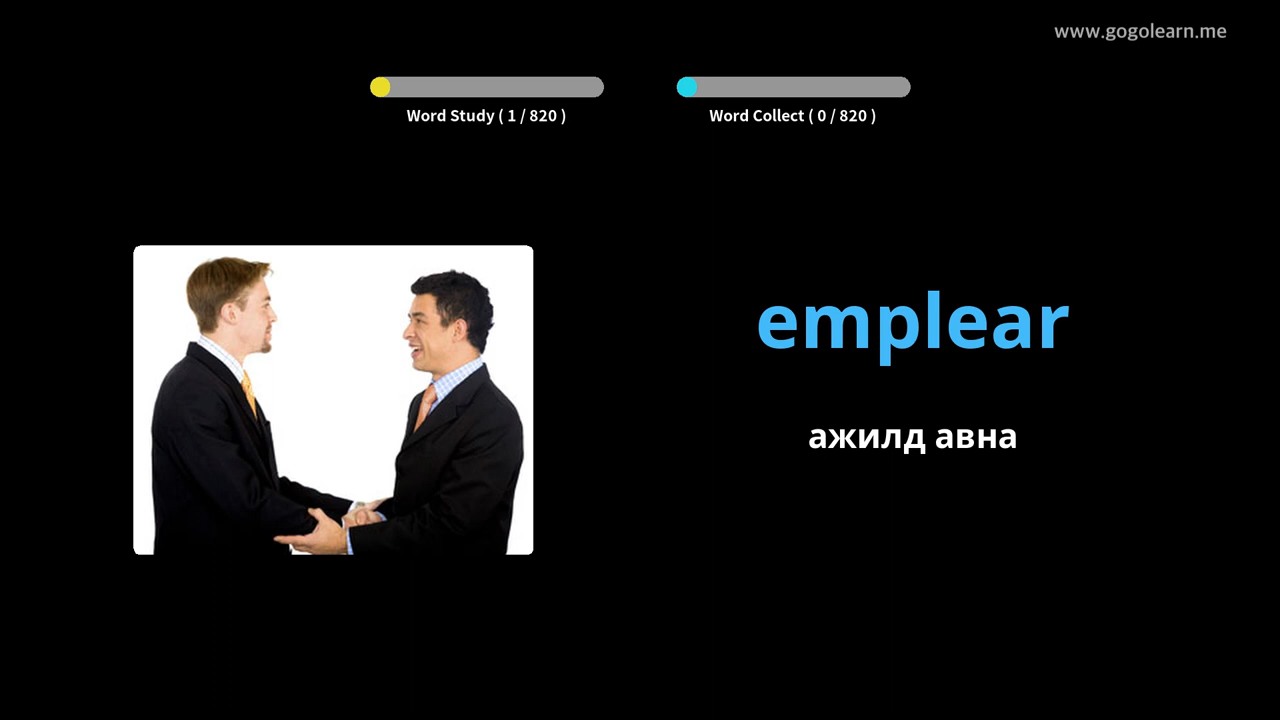 www.gogolearn.me
Word Study ( 1 / 820 )
Word Collect ( 0 / 820 )
emplear
ажилд авна